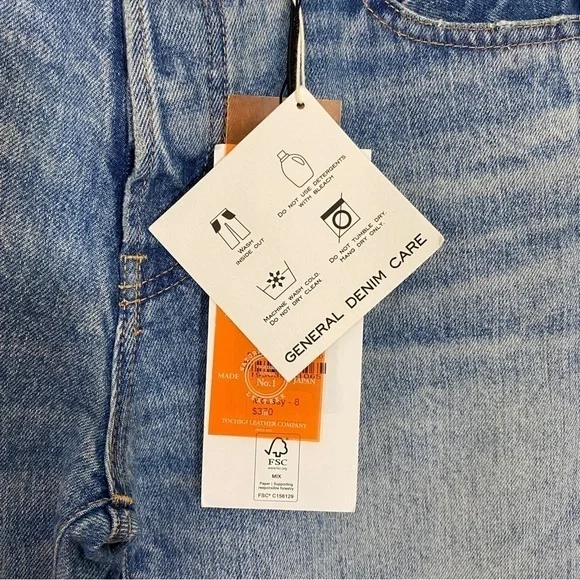 DO NOT USE DETERGENTS
WITH BLEACH
WASH
INSIDE OUT
DO NOT TUMBLE DRY.
HANG DRY ONLY.
MACHINE WASH COLD.
DO NOT DRY CLEAN.
GENERAL DENIM CARE
MADE No.1 JAPAN
- 8
TOCHIGI LEATHER COMPANY
FSC
www.fsc.org
MIX
Paper | Supporting
responsible forestry
FSC® C156129